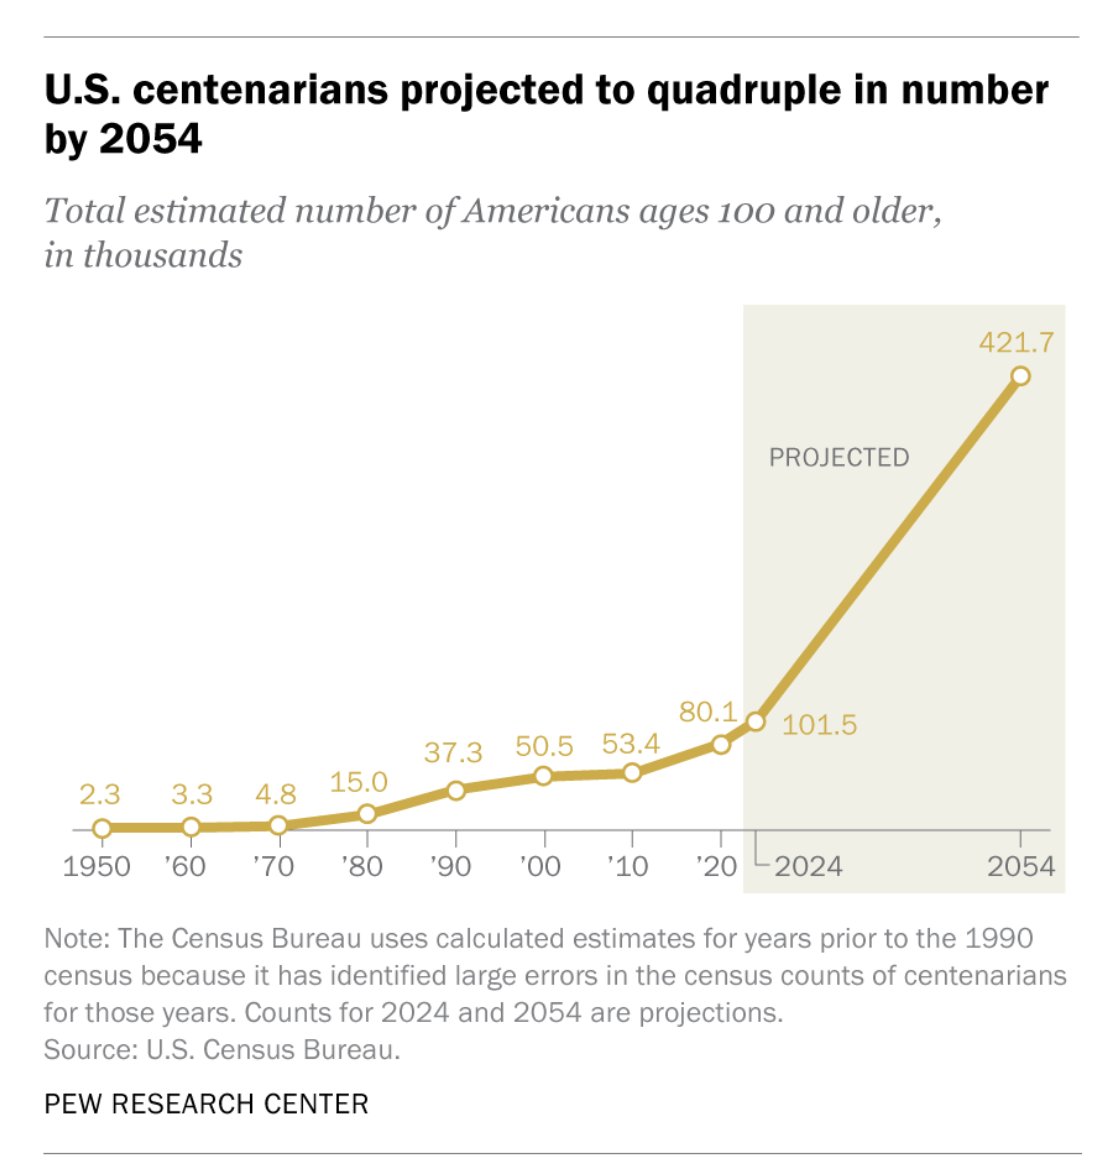 U.S. centenarians projected to quadruple in number
by 2054
Total estimated number of Americans ages 100 and older,
in thousands
421.7
PROJECTED
80.1
101.5
37.3
50.5
53.4
2.3
3.3
4.8
15.0
1950
’60
’70
’80
’90
’00
’10
’20
2024
2054
Note: The Census Bureau uses calculated estimates for years prior to the 1990
census because it has identified large errors in the census counts of centenarians
for those years. Counts for 2024 and 2054 are projections.
Source: U.S. Census Bureau.
PEW RESEARCH CENTER